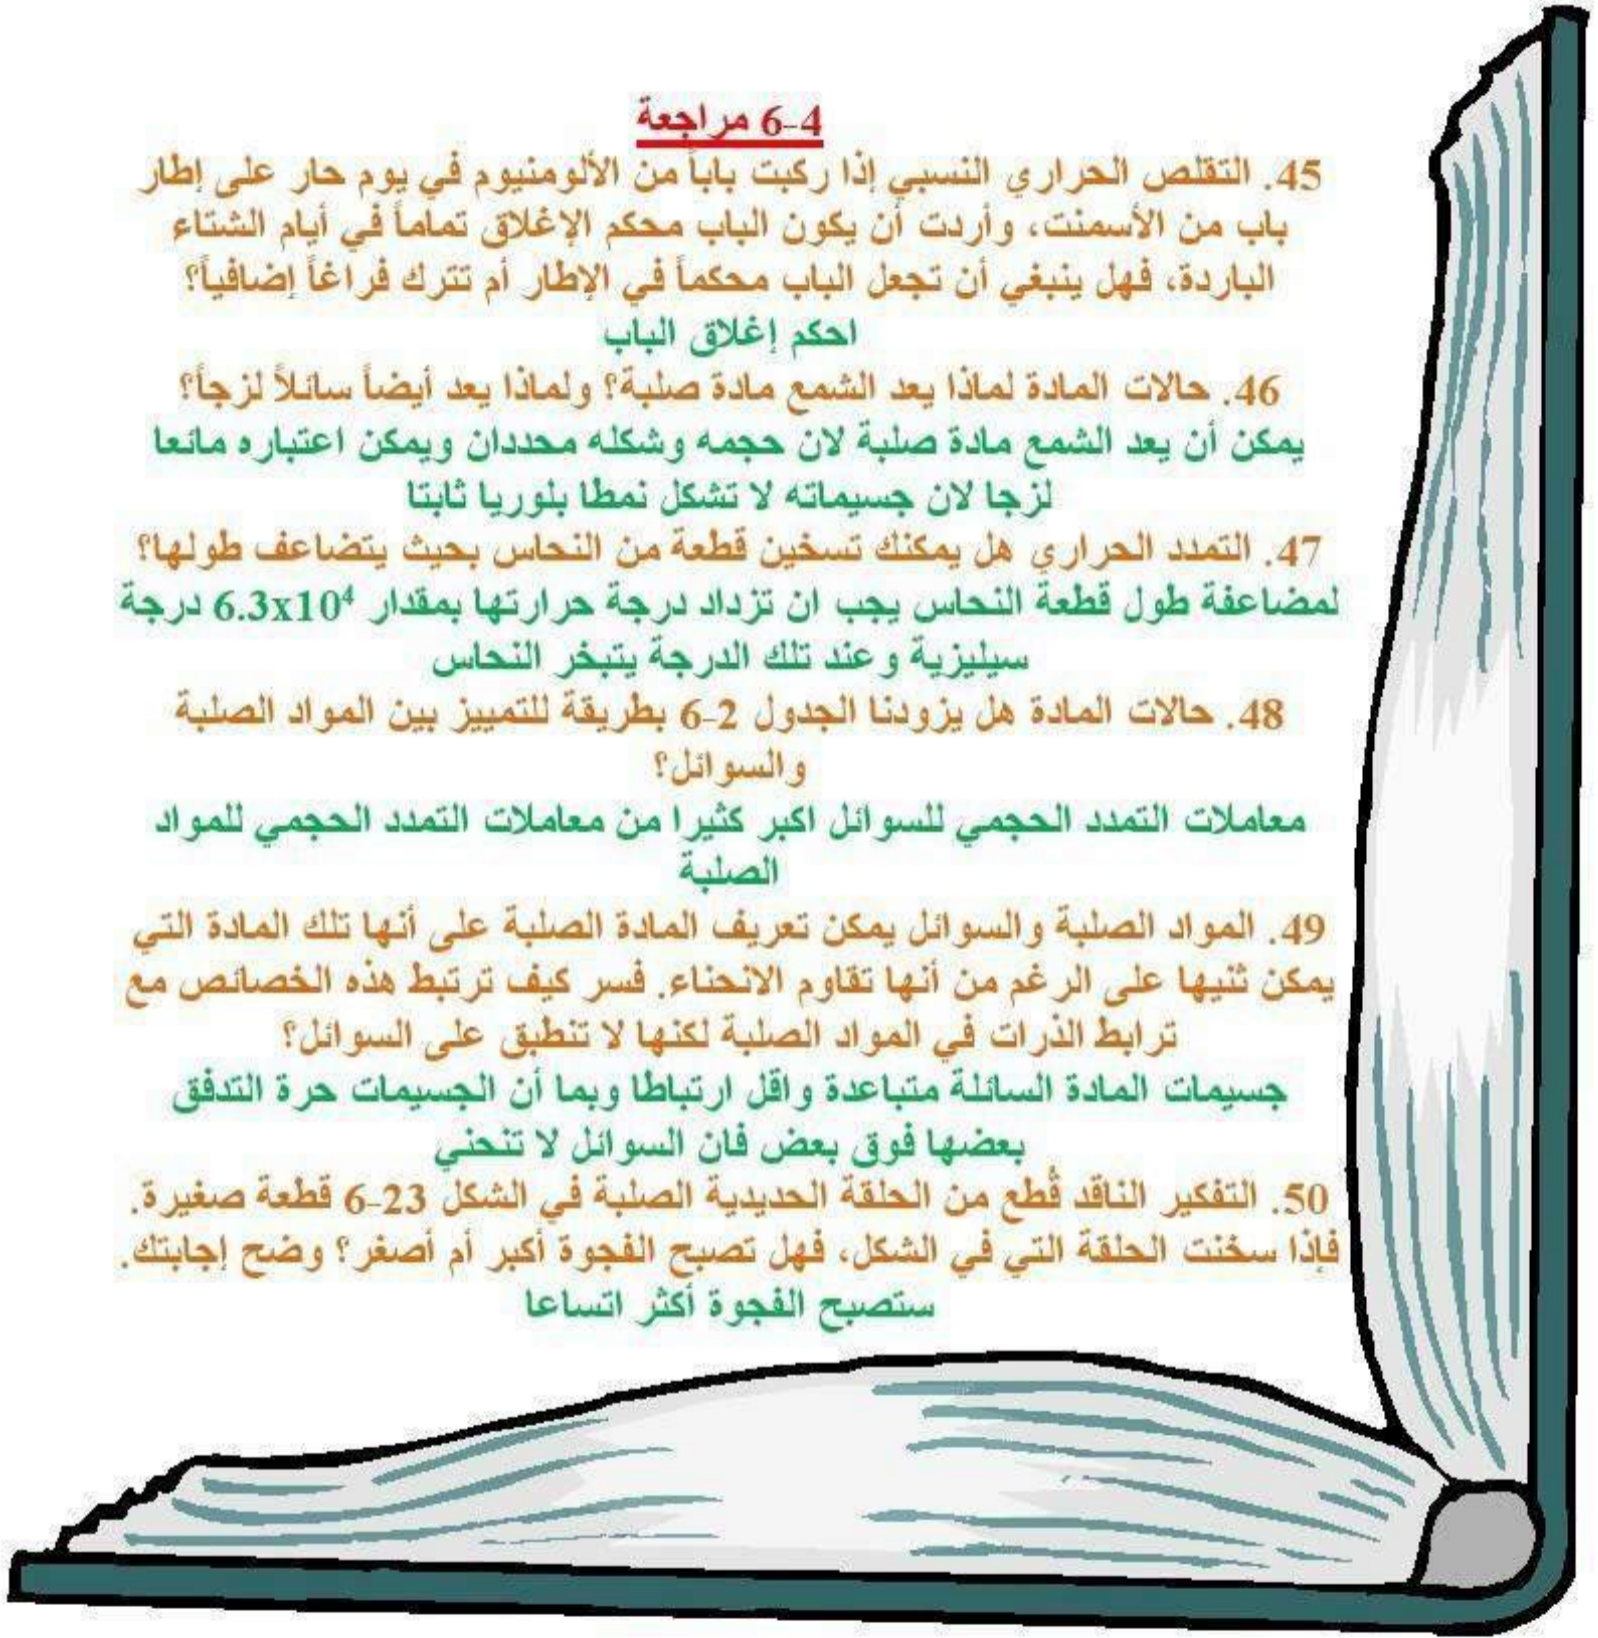 6-4 مراجعة
45. التقلص الحراري النسبي إذا ركبت باباً من الألومنيوم في يوم حار على إطار
باب من الأسمنت، وأردت أن يكون الباب محكم الإغلاق تماماً في أيام الشتاء
الباردة، فهل ينبغي أن تجعل الباب محكماً في الإطار أم تترك فراغاً إضافياً؟
احكم إغلاق الباب
46. حالات المادة لماذا يعد الشمع مادة صلبة؟ ولماذا يعد أيضاً سائلاً لزجاً؟
يمكن أن يعد الشمع مادة صلبة لان حجمه وشكله محددان ويمكن اعتباره مائعا
لزجا لان جسيماته لا تشكل نمطا بلوريا ثابتا
47. التمدد الحراري هل يمكنك تسخين قطعة من النحاس بحيث يتضاعف طولها؟
لمضاعفة طول قطعة النحاس يجب ان تزداد درجة حرارتها بمقدار 6.3x10⁴ درجة
سيليزية وعند تلك الدرجة يتبخر النحاس
48. حالات المادة هل يزودنا الجدول 2-6 بطريقة للتمييز بين المواد الصلبة
والسوائل؟
معاملات التمدد الحجمي للسوائل اكبر كثيرا من معاملات التمدد الحجمي للمواد
الصلبة
49. المواد الصلبة والسوائل يمكن تعريف المادة الصلبة على أنها تلك المادة التي
يمكن ثنيها على الرغم من أنها تقاوم الانحناء. فسر كيف ترتبط هذه الخصائص مع
ترابط الذرات في المواد الصلبة لكنها لا تنطبق على السوائل؟
جسيمات المادة السائلة متباعدة واقل ارتباطا وبما أن الجسيمات حرة التدفق
بعضها فوق بعض فان السوائل لا تنحني
50. التفكير الناقد قُطع من الحلقة الحديدية الصلبة في الشكل 23-6 قطعة صغيرة.
فإذا سخنت الحلقة التي في الشكل، فهل تصبح الفجوة أكبر أم أصغر؟ وضح إجابتك.
ستصبح الفجوة أكثر اتساعا